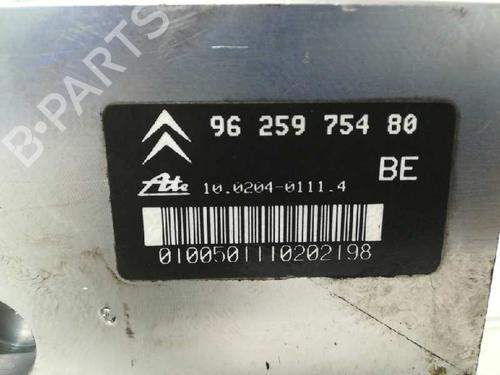 B-PARTS
96 259 754 80
BE
Ate 10.0204-0111.4
0100501110202198